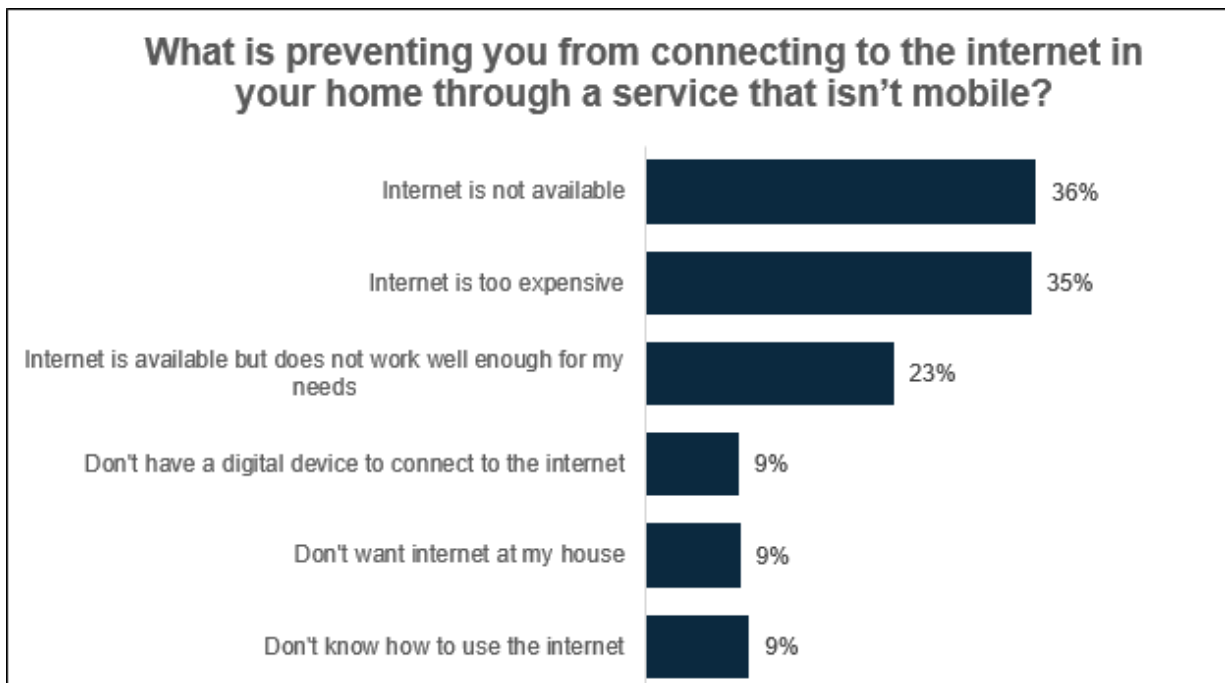 What is preventing you from connecting to the internet in
your home through a service that isn’t mobile?
Internet is not available
36%
Internet is too expensive
35%
Internet is available but does not work well enough for my
needs
23%
Don't have a digital device to connect to the internet
9%
Don't want internet at my house
9%
Don't know how to use the internet
9%